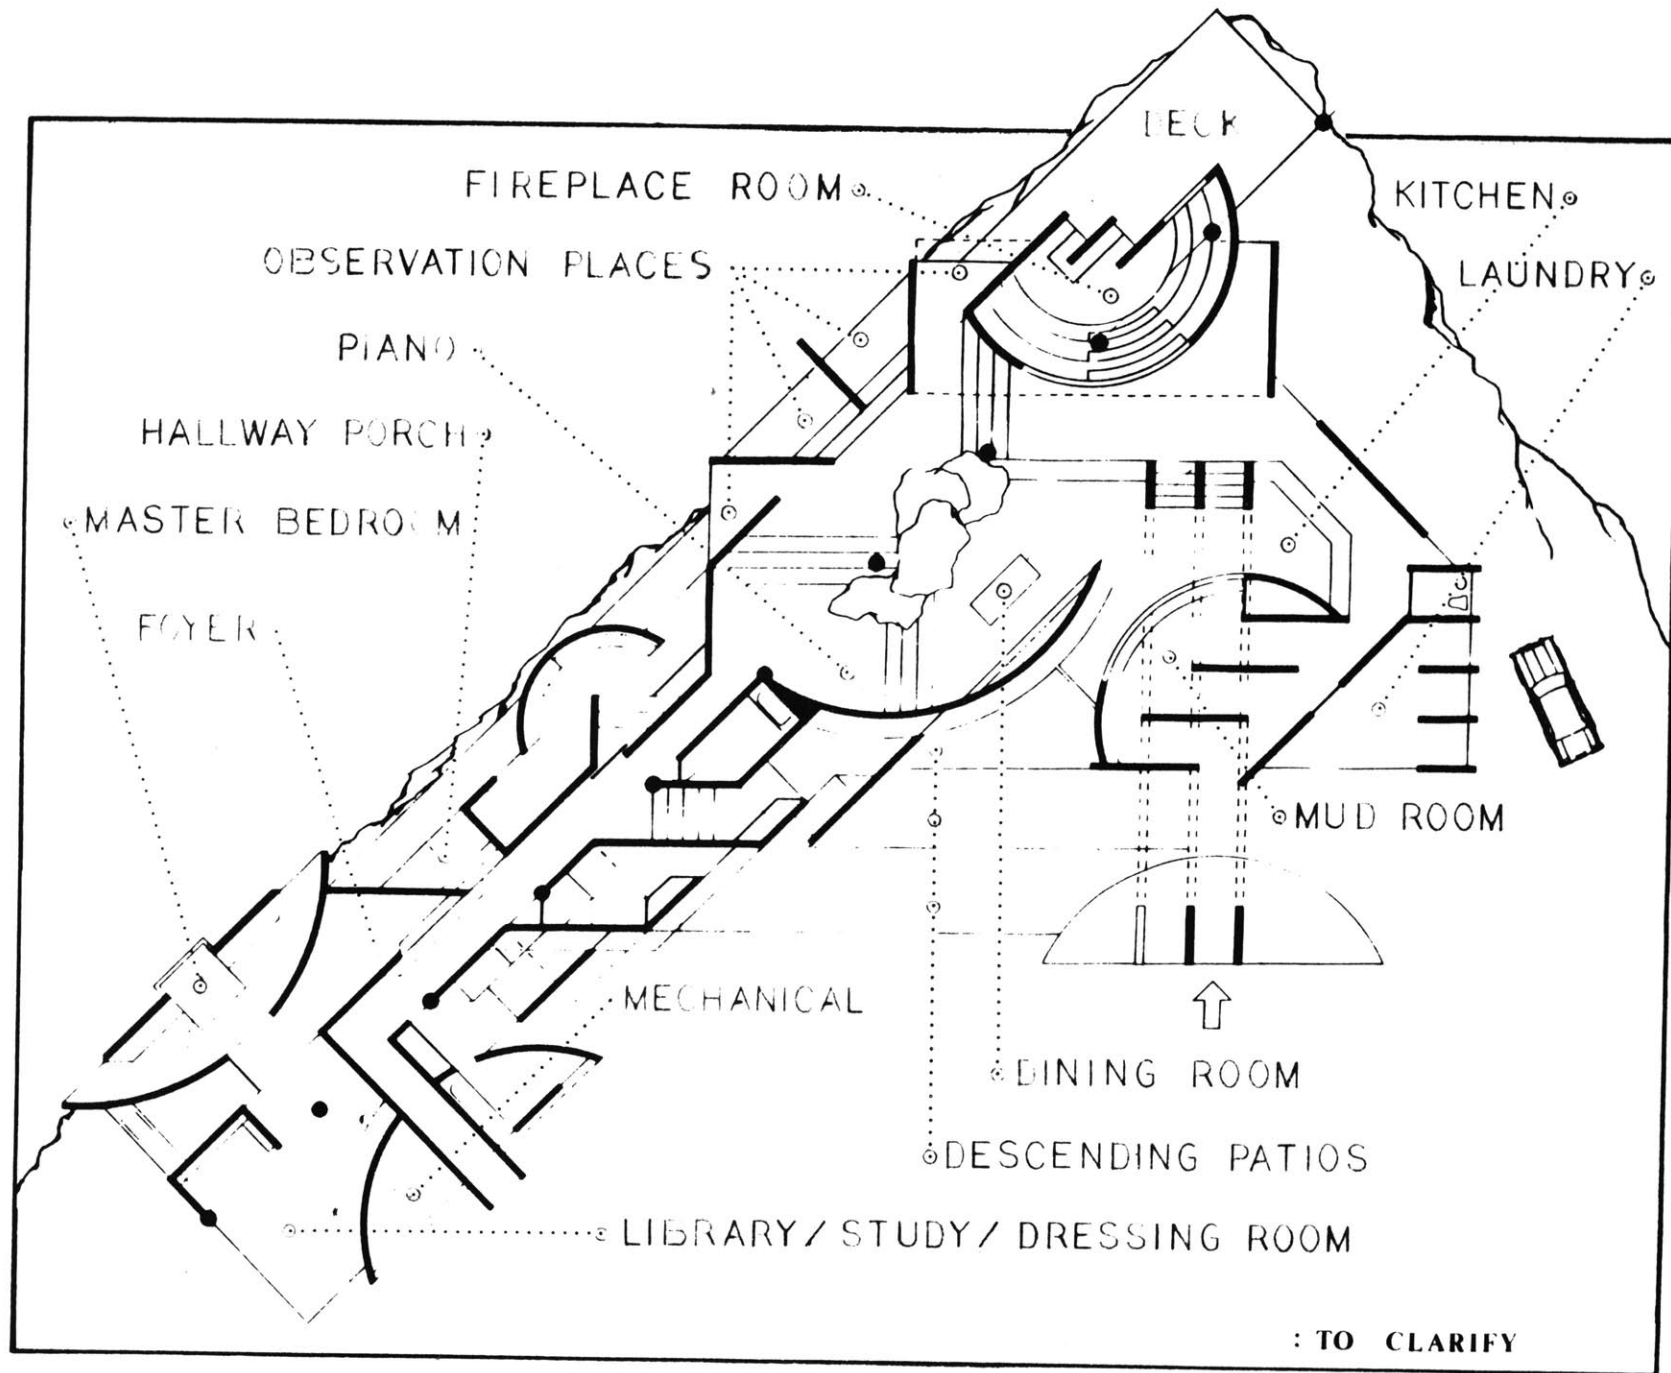 DECK
FIREPLACE ROOM
KITCHEN
OBSERVATION PLACES
LAUNDRY
PIANO
HALLWAY PORCH
MASTER BEDROOM
FOYER
MUD ROOM
MECHANICAL
DINING ROOM
DESCENDING PATIOS
LIBRARY/STUDY/DRESSING ROOM
: TO CLARIFY